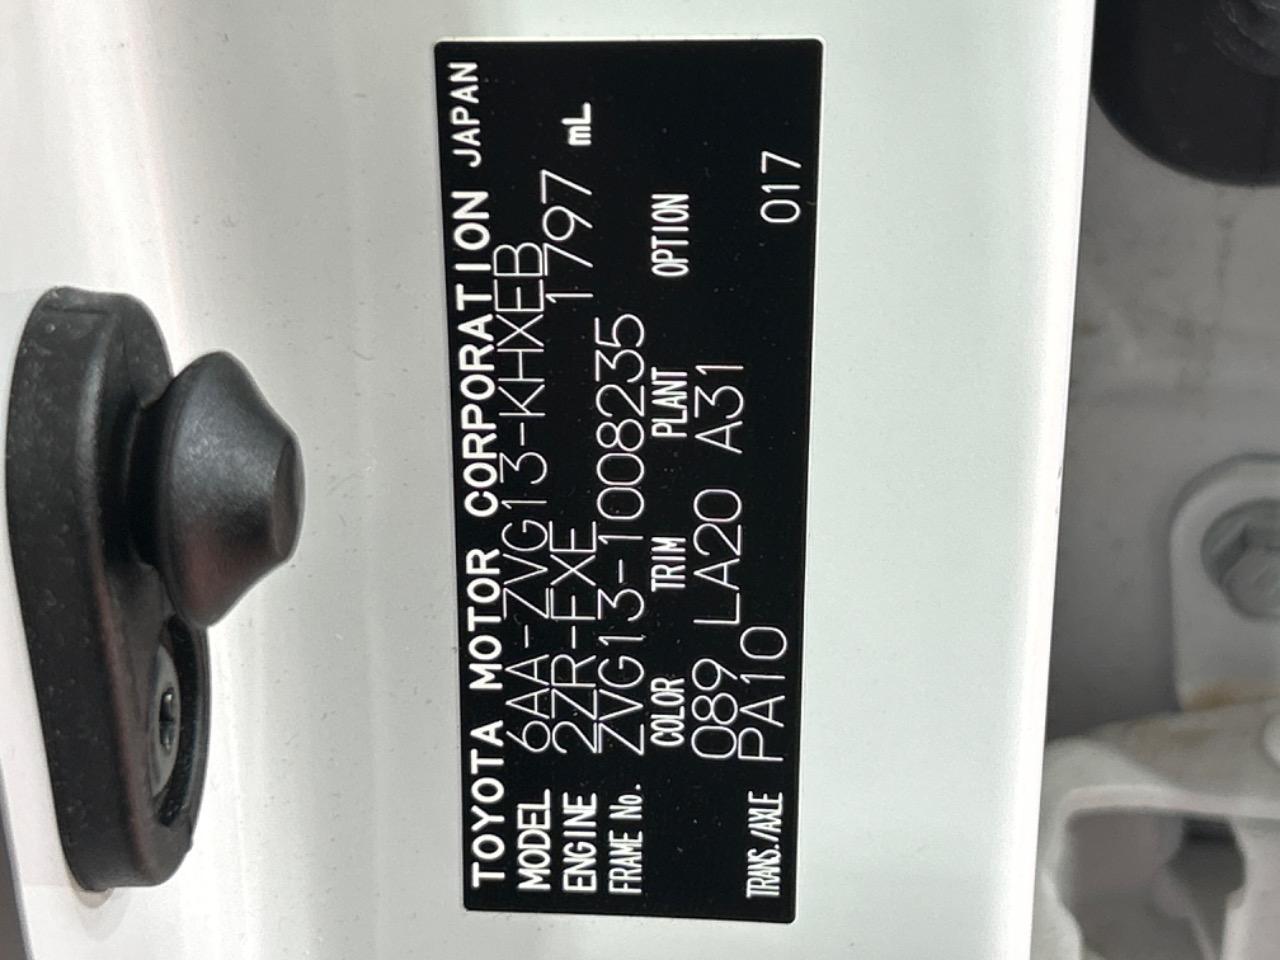 TOYOTA MOTOR CORPORATION JAPAN
MODEL 6AA-ZVG13-KHXEB
ENGINE 2ZR-FXE 1797 mL
FRAME No. ZVG13-1008235
COLOR TRIM PLANT OPTION
089 LA20 A31
TRANS./AXLE PA10 017